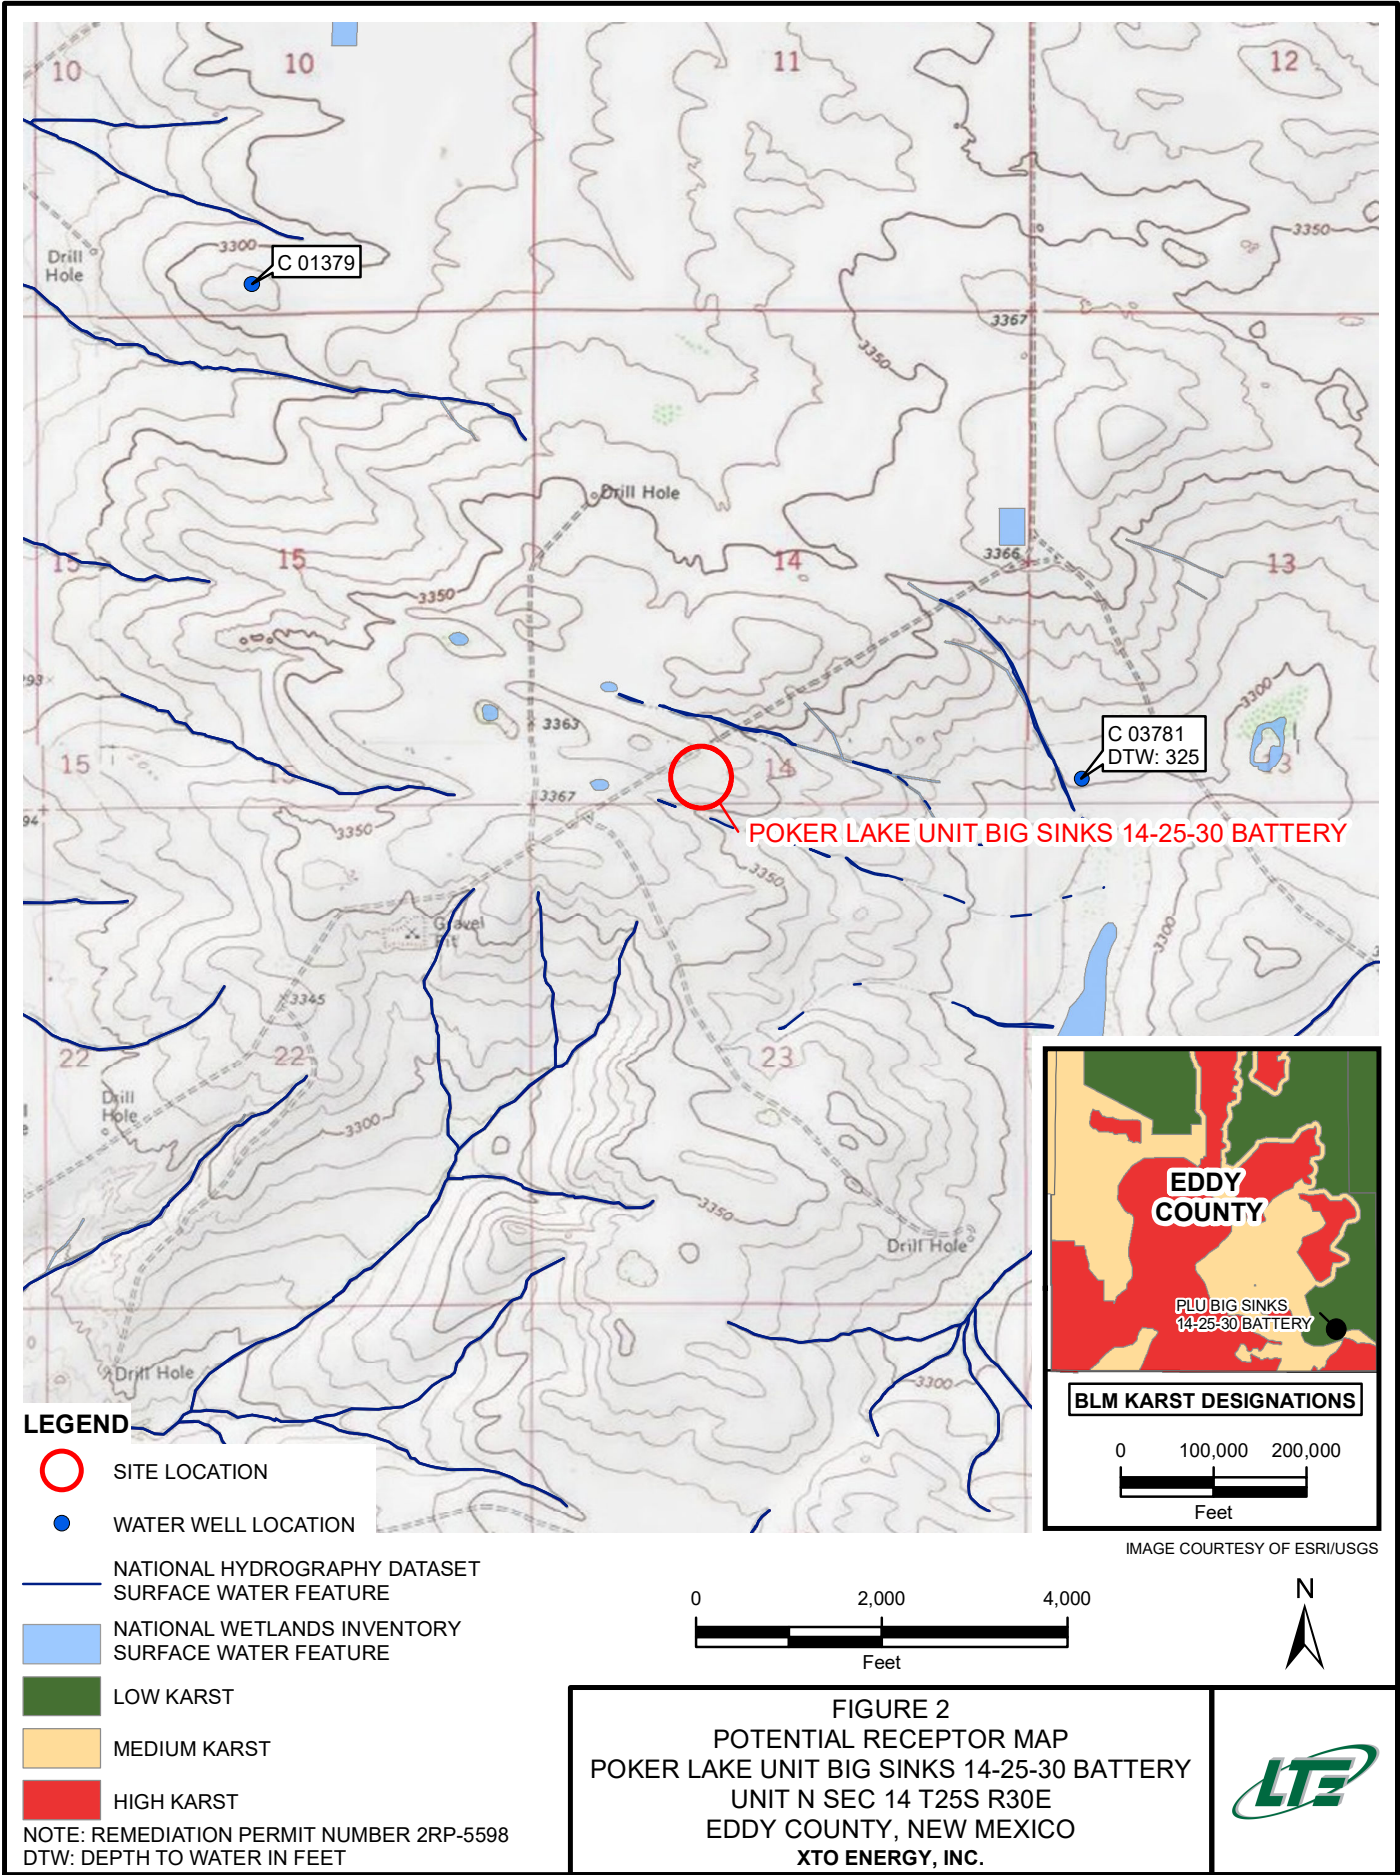 10
10
11
12
Drill
Hole
3300
C 01379
3350
3367
3350
Drill Hole
15
15
14
3366
13
3350
3300
3363
C 03781
DTW: 325
15
14
3367
3350
POKER LAKE UNIT BIG SINKS 14-25-30 BATTERY
3350
Gravel
3300
3345
22
22
23
Drill
Hole
3300
3350
Drill Hole
Drill Hole
3300
EDDY
COUNTY
PLU BIG SINKS
14-25-30 BATTERY
BLM KARST DESIGNATIONS
0 100,000 200,000
Feet
IMAGE COURTESY OF ESRI/USGS
LEGEND
SITE LOCATION
WATER WELL LOCATION
NATIONAL HYDROGRAPHY DATASET
SURFACE WATER FEATURE
NATIONAL WETLANDS INVENTORY
SURFACE WATER FEATURE
LOW KARST
MEDIUM KARST
HIGH KARST
NOTE: REMEDIATION PERMIT NUMBER 2RP-5598
DTW: DEPTH TO WATER IN FEET
0 2,000 4,000
Feet
N
FIGURE 2
POTENTIAL RECEPTOR MAP
POKER LAKE UNIT BIG SINKS 14-25-30 BATTERY
UNIT N SEC 14 T25S R30E
EDDY COUNTY, NEW MEXICO
XTO ENERGY, INC.
LTE